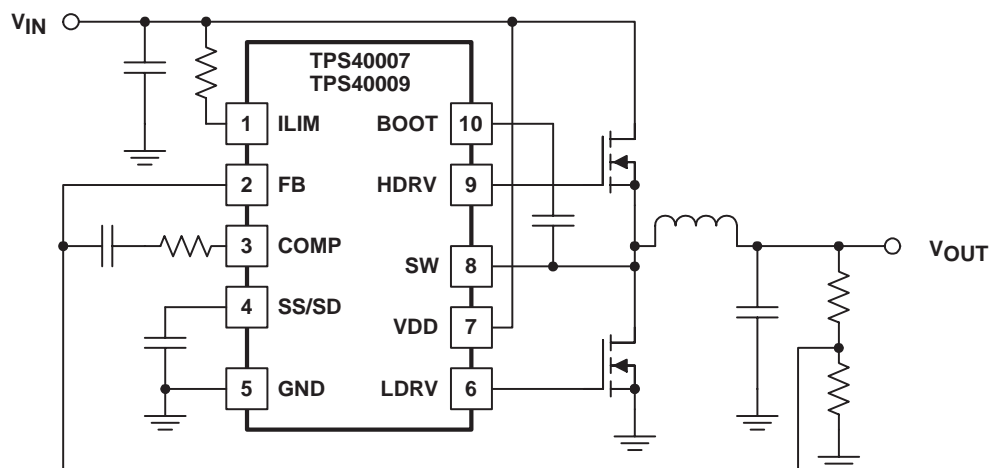 VIN
TPS40007
TPS40009
1 ILIM
BOOT 10
2 FB
HDRV 9
3 COMP
SW 8
VOUT
4 SS/SD
VDD 7
5 GND
LDRV 6